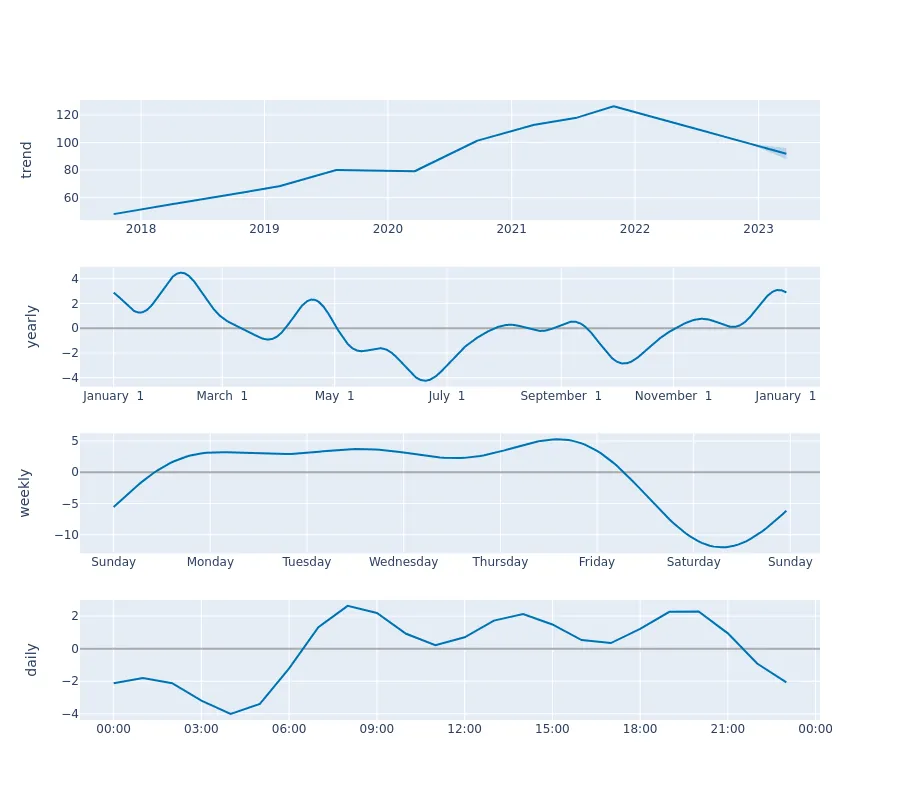 trend
120
100
80
60
2018 2019 2020 2021 2022 2023
yearly
4
2
0
−2
−4
January 1 March 1 May 1 July 1 September 1 November 1 January 1
weekly
5
0
−5
−10
Sunday Monday Tuesday Wednesday Thursday Friday Saturday Sunday
daily
2
0
−2
−4
00:00 03:00 06:00 09:00 12:00 15:00 18:00 21:00 00:00